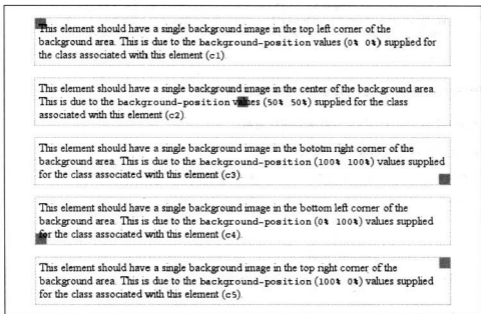 This element should have a single background image in the top left corner of the
background area. This is due to the background-position values (0% 0%) supplied for
the class associated with this element (c1).
This element should have a single background image in the center of the background area.
This is due to the background-position values (50% 50%) supplied for the class
associated with this element (c2).
This element should have a single background image in the bototm right corner of the
background area. This is due to the background-position (100% 100%) values supplied
for the class associated with this element (c3).
This element should have a single background image in the bottom left corner of the
background area. This is due to the background-position (0% 100%) values supplied
for the class associated with this element (c4).
This element should have a single background image in the top right corner of the
background area. This is due to the background-position (100% 0%) values supplied
for the class associated with this element (c5).